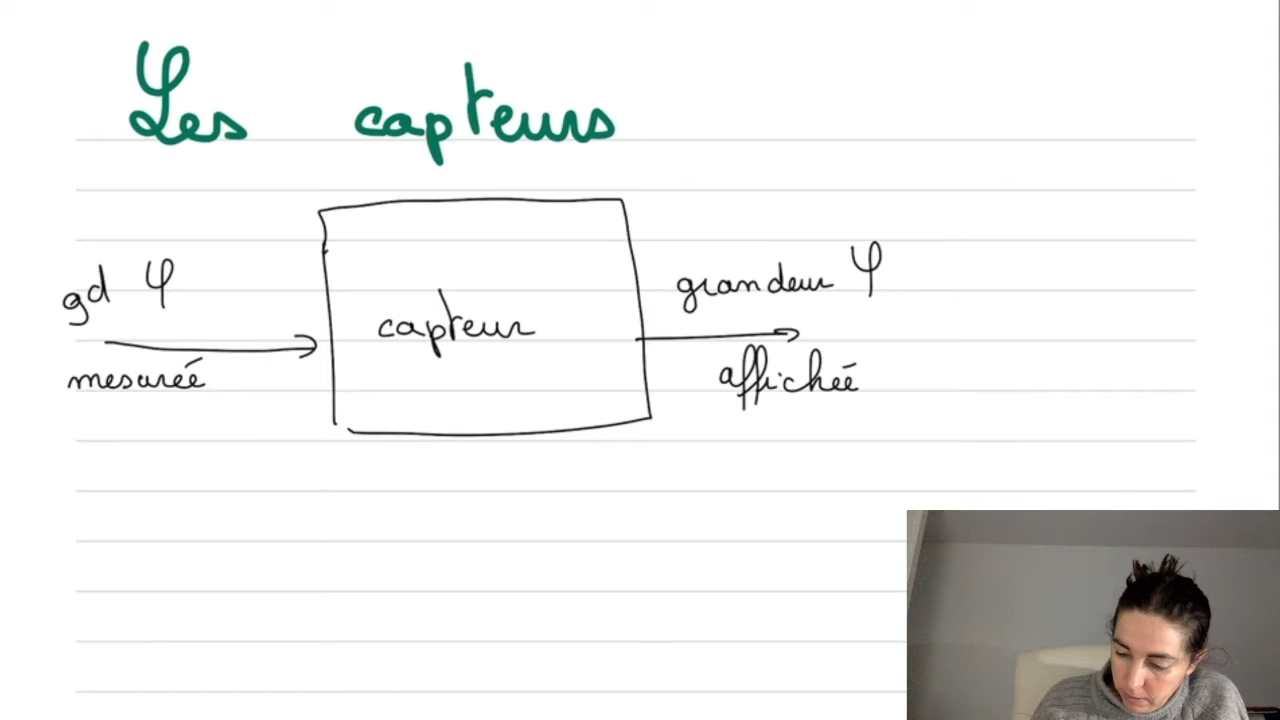 Les capteurs
gd φ
mesurée
capteur
grandeur φ
affichée